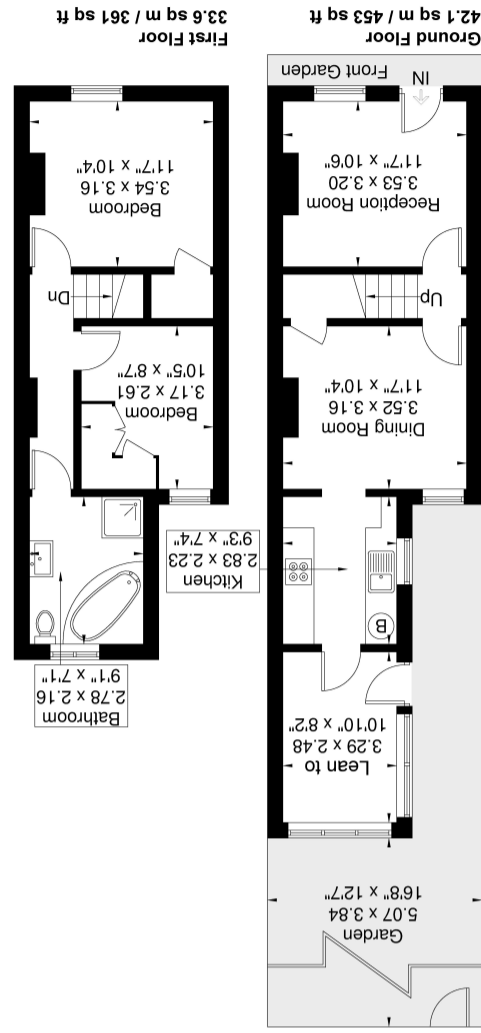 Garden
5.07 x 3.84
16'8" x 12'7"
Lean to
3.29 x 2.48
10'10" x 8'2"
B
Kitchen
2.83 x 2.23
9'3" x 7'4"
Dining Room
3.52 x 3.16
11'7" x 10'4"
Up
Reception Room
3.53 x 3.20
11'7" x 10'6"
IN
Front Garden
Ground Floor
42.1 sq m / 453 sq ft
Bathroom
2.78 x 2.16
9'1" x 7'1"
Bedroom
3.17 x 2.61
10'5" x 8'7"
Dn
Bedroom
3.54 x 3.16
11'7" x 10'4"
First Floor
33.6 sq m / 361 sq ft